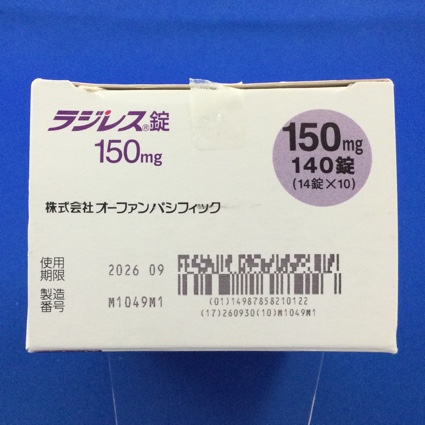 ラジレス®錠
150mg
150mg
140錠
(14錠×10)
株式会社オーファンパシフィック
使用
期限
2026 09
製造
番号
M1049M1
(01)14987858210122
(17)260930(10)M1049M1